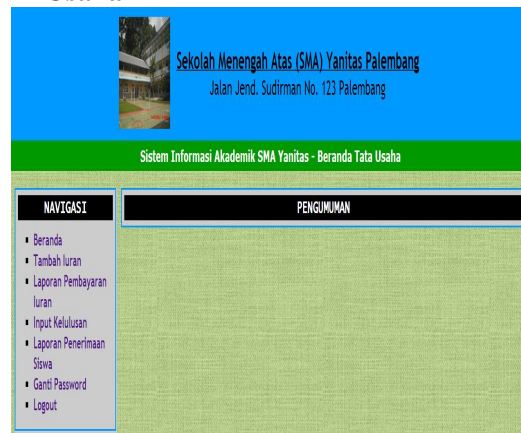 Sekolah Menengah Atas (SMA) Yanitas Palembang
Jalan Jend. Sudirman No. 123 Palembang
Sistem Informasi Akademik SMA Yanitas - Beranda Tata Usaha
NAVIGASI
Beranda
Tambah Iuran
Laporan Pembayaran
Iuran
Input Kelulusan
Laporan Penerimaan
Siswa
Ganti Password
Logout
PENGUMUMAN